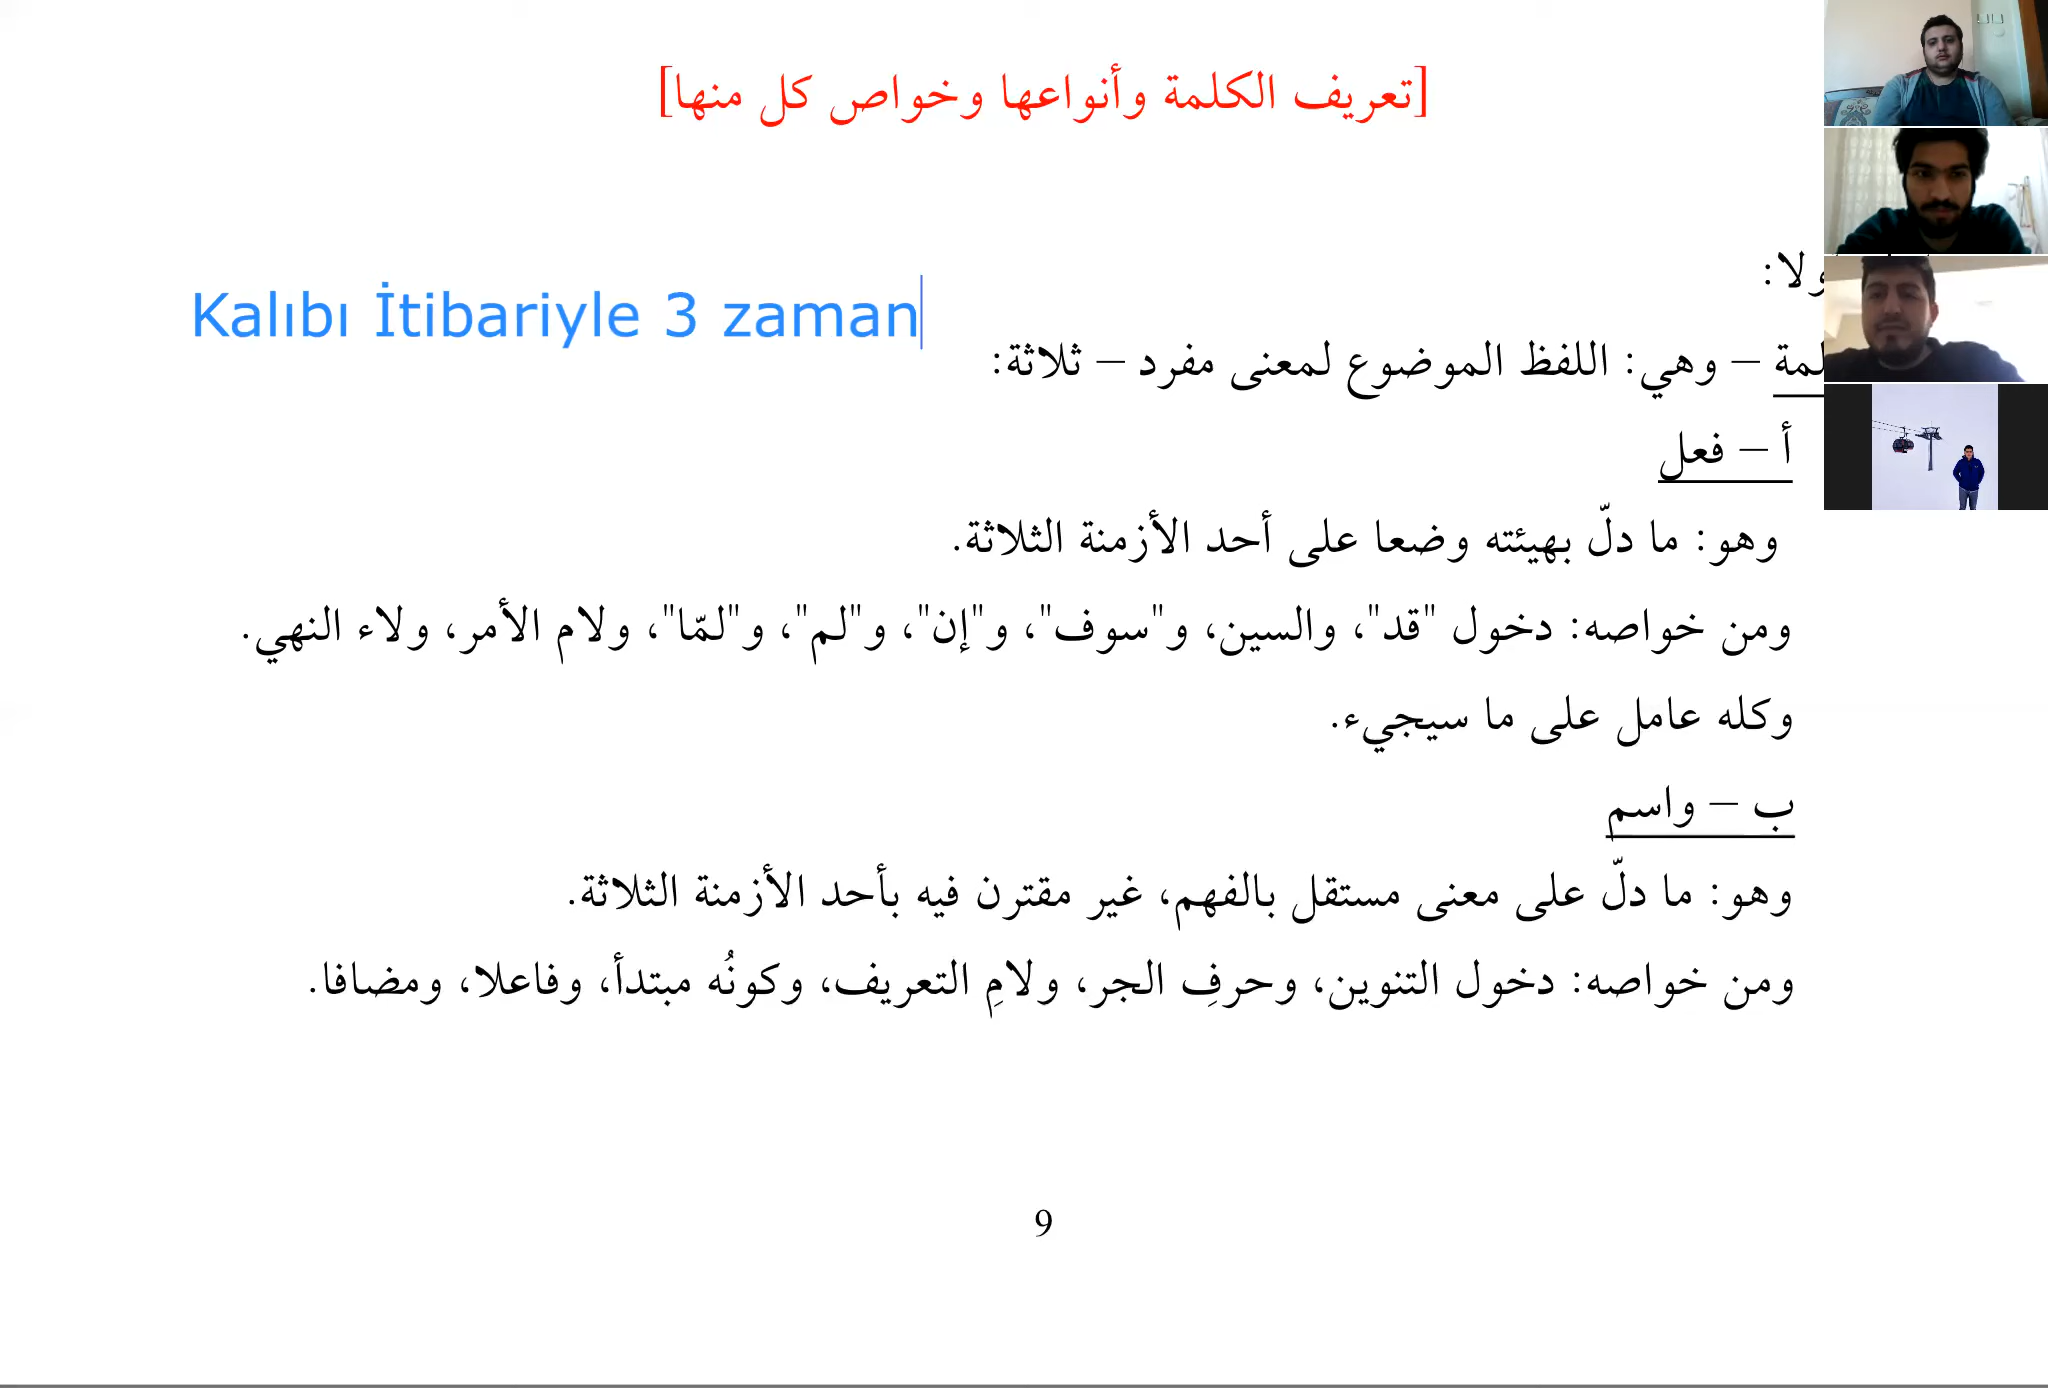 [تعريف الكلمة وأنواعها وخواص كل منها]
Kalıbı İtibariyle 3 zaman
– وهي: اللفظ الموضوع لمعنى مفرد – ثلاثة:
أ – فعل
وهو: ما دلّ بهيئته وضعا على أحد الأزمنة الثلاثة.
ومن خواصه: دخول "قد"، والسين، و"سوف"، و"إن"، و"لم"، و"لمّا"، ولام الأمر، ولاء النهي.
وكله عامل على ما سيجيء.
ب – واسم
وهو: ما دلّ على معنى مستقل بالفهم، غير مقترن فيه بأحد الأزمنة الثلاثة.
ومن خواصه: دخول التنوين، وحرفِ الجر، ولامِ التعريف، وكونُه مبتدأ، وفاعلا، ومضافا.
9